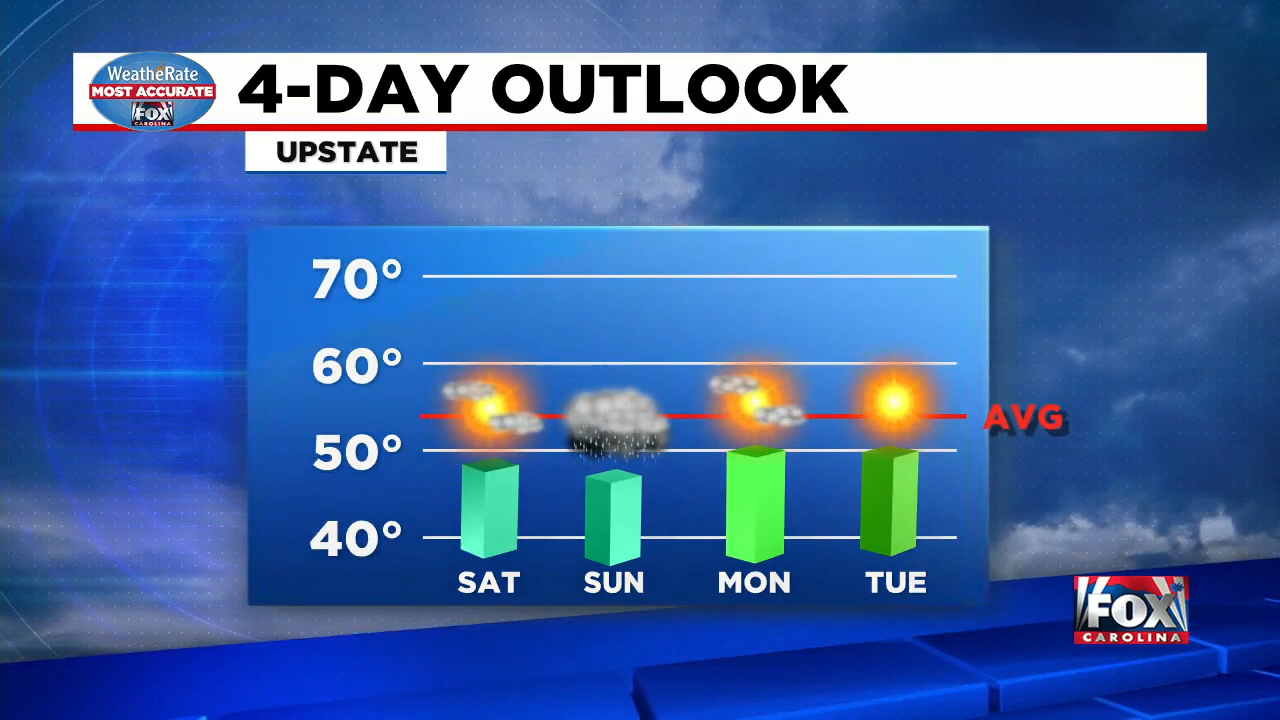 WeatheRate
MOST ACCURATE
FOX
CAROLINA
4-DAY OUTLOOK
UPSTATE
70°
60°
AVG
50°
40°
SAT SUN MON TUE
FOX
CAROLINA